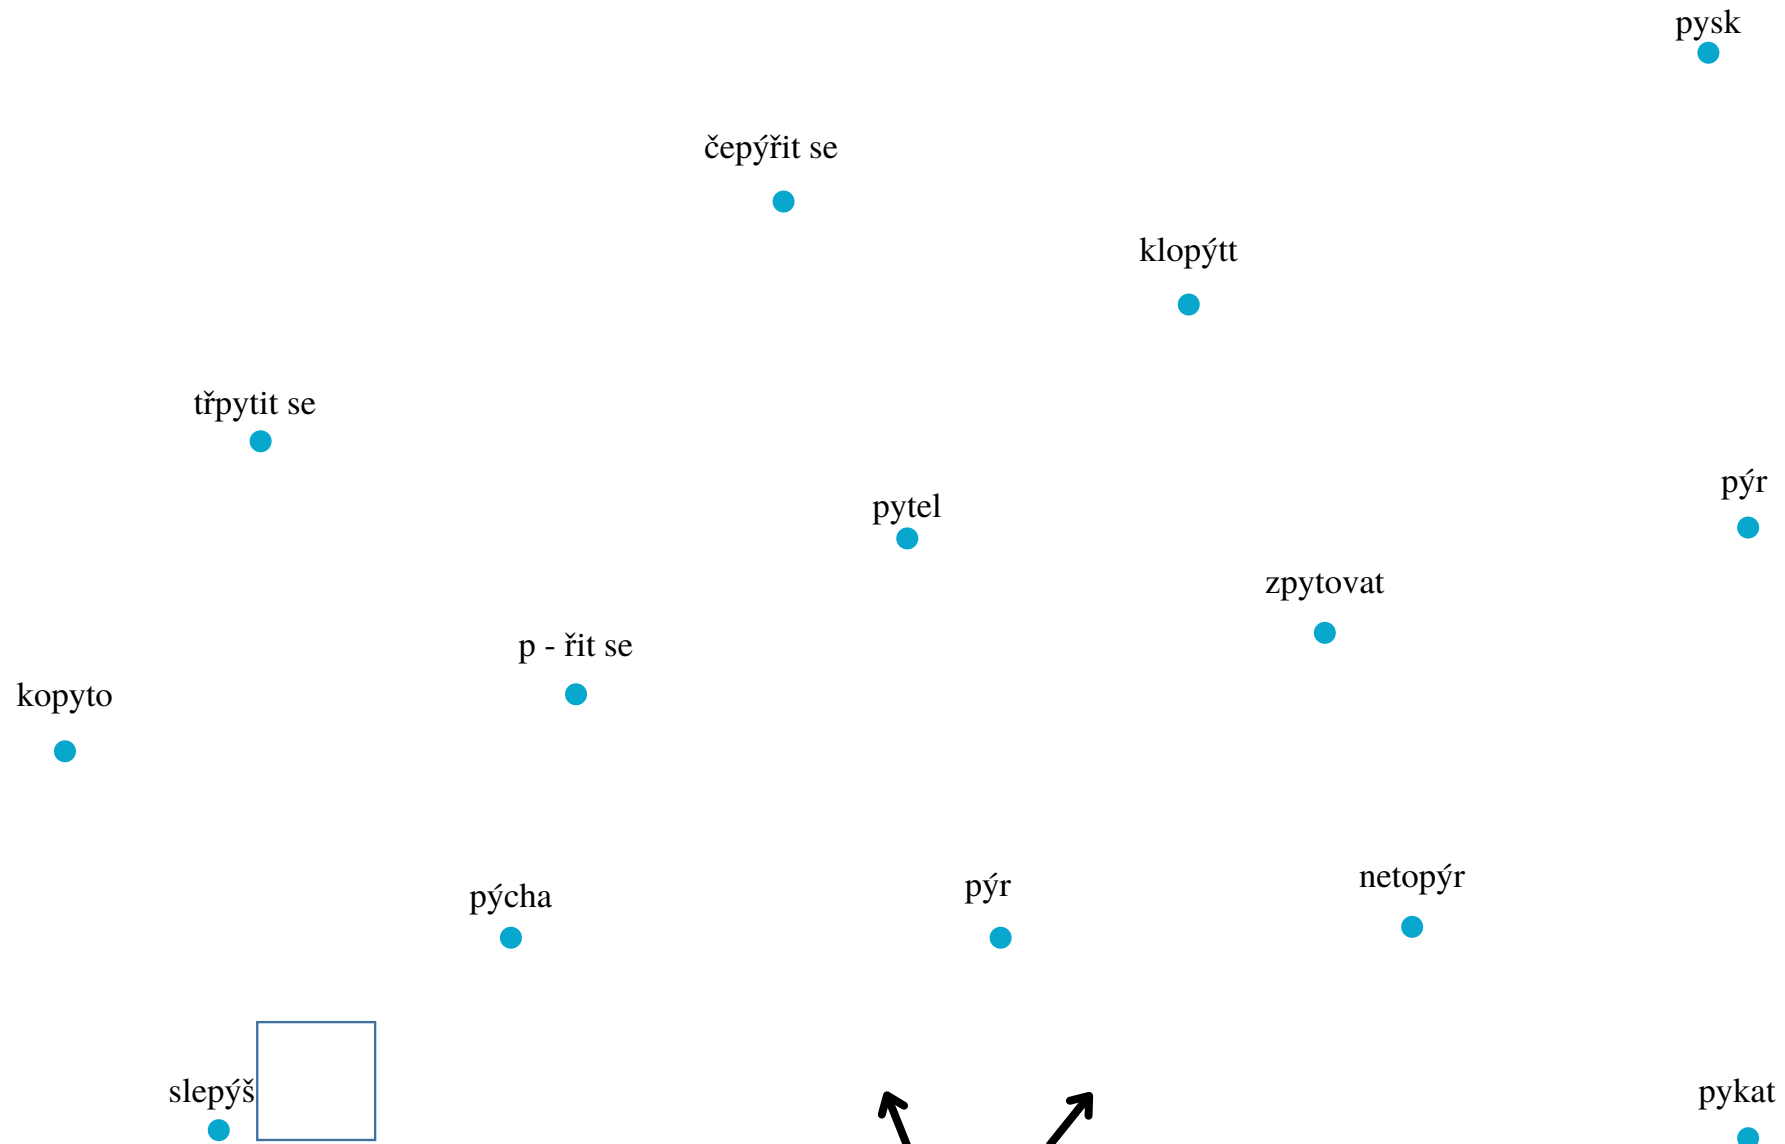 pysk
čepýřit se
klopýtt
třpytit se
pýr
pytel
zpytovat
p - řit se
kopyto
netopýr
pýr
pýcha
slepýš
pykat